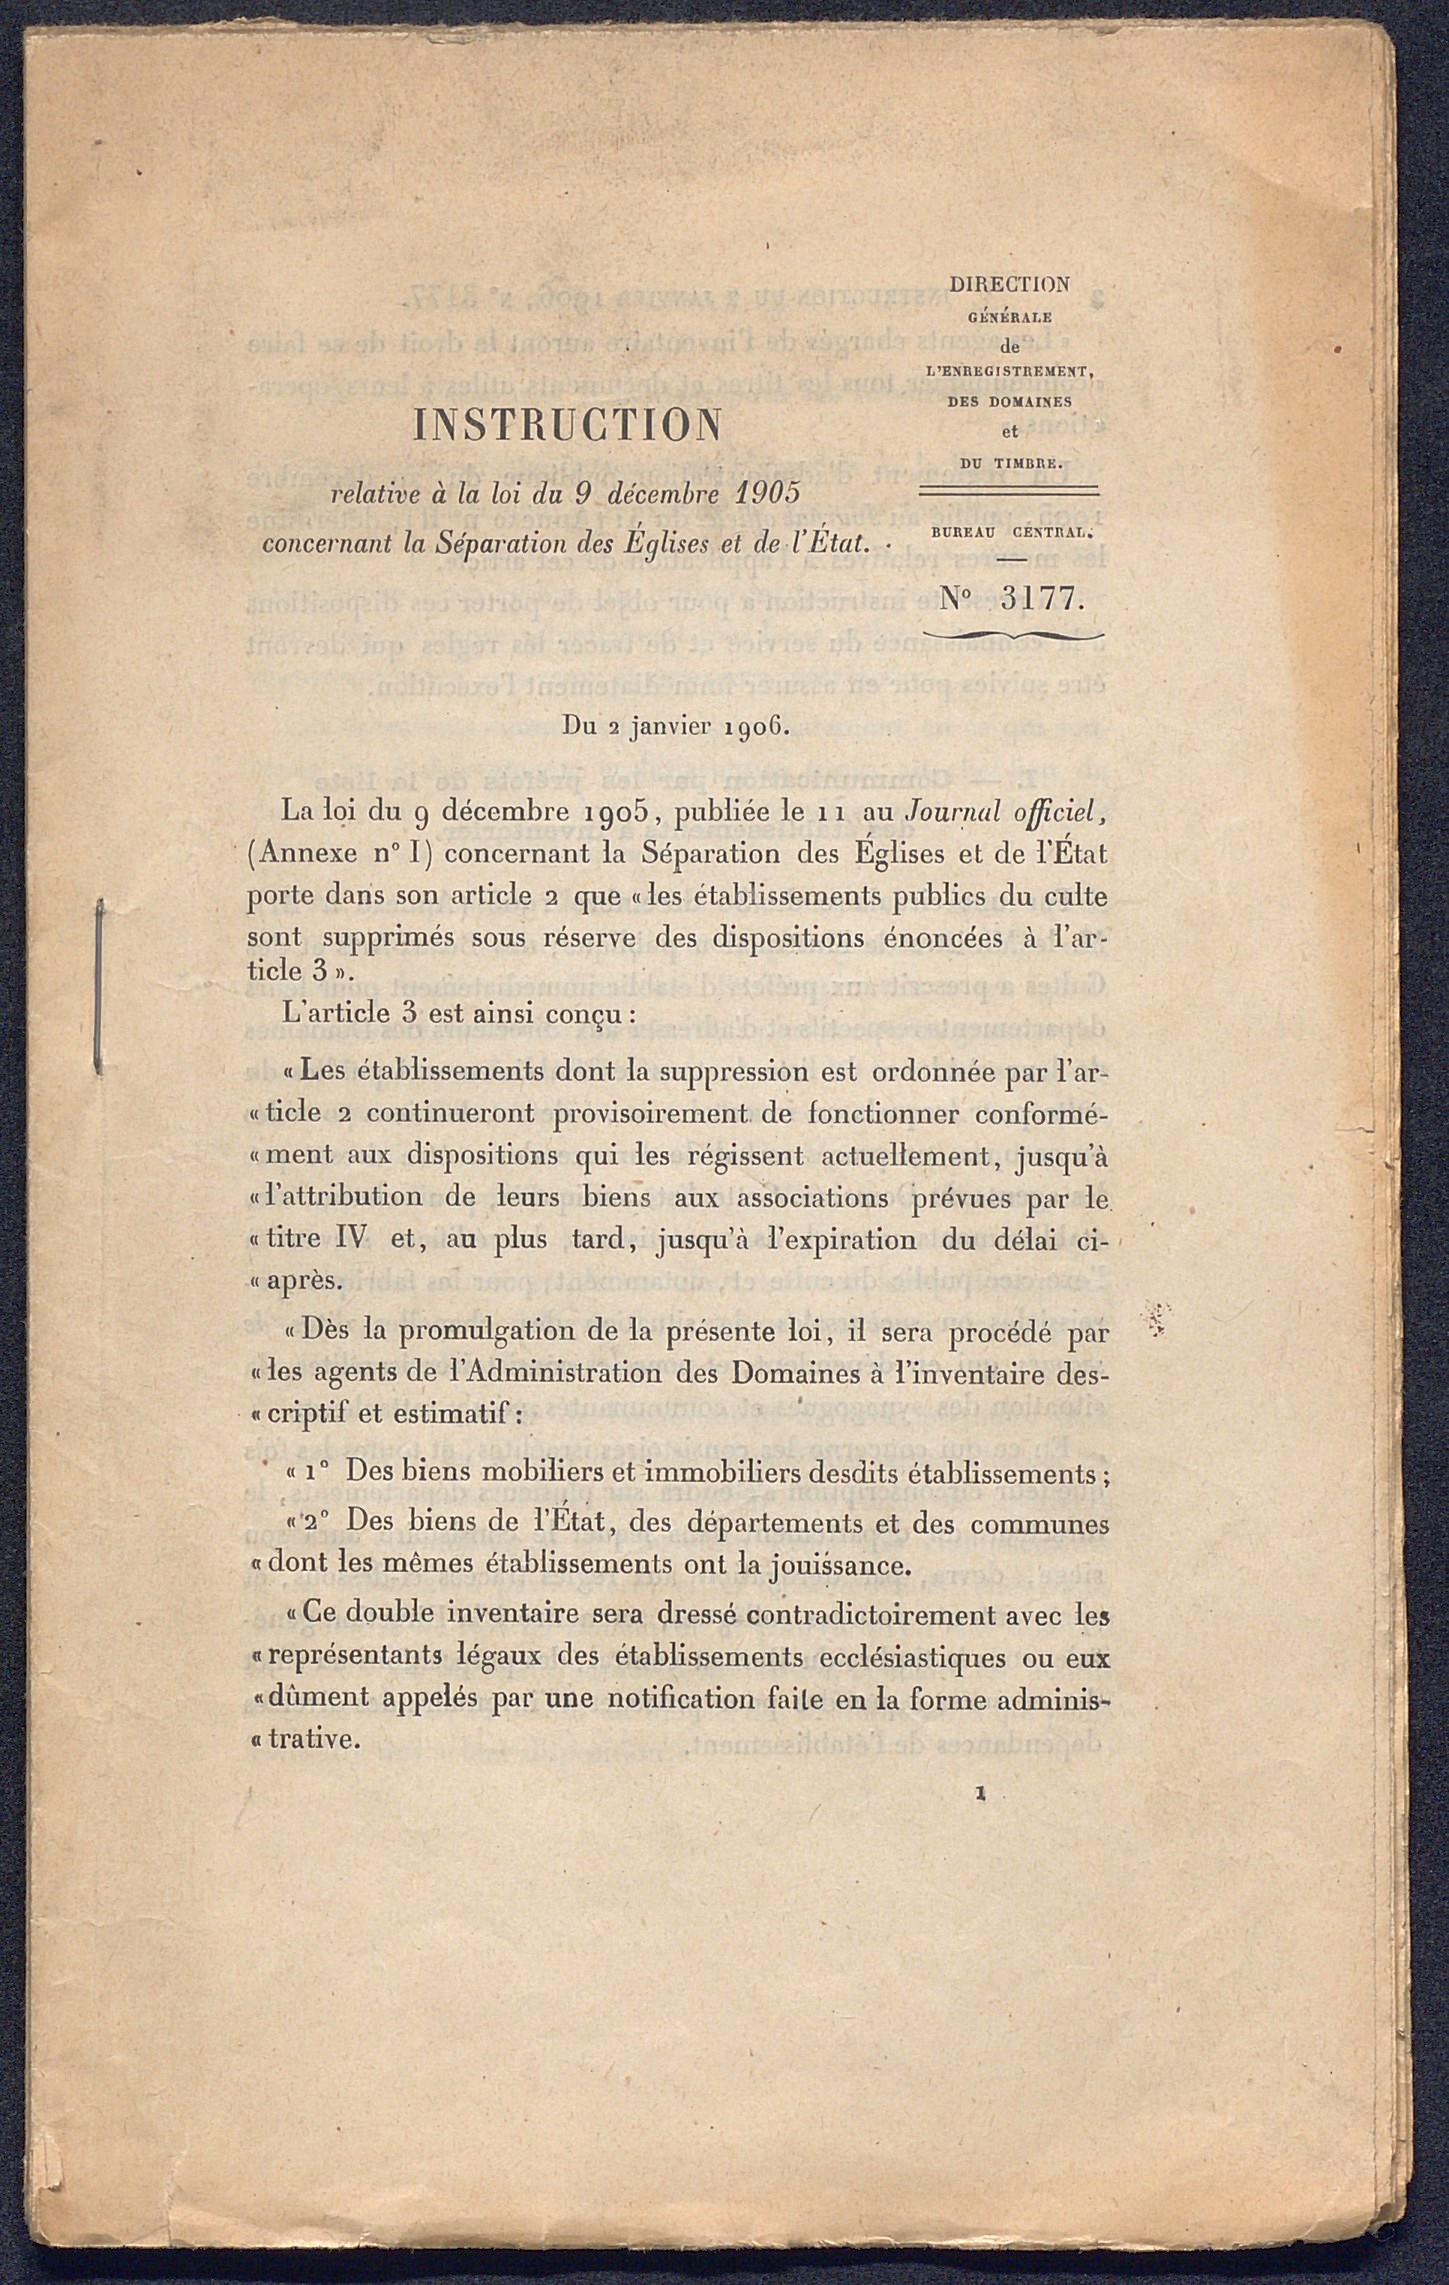 DIRECTION
GÉNÉRALE
de
L'ENREGISTREMENT,
DES DOMAINES
et
DU TIMBRE.
BUREAU CENTRAL.
N° 3177.
INSTRUCTION
relative à la loi du 9 décembre 1905
concernant la Séparation des Églises et de l'État.
Du 2 janvier 1906.
La loi du 9 décembre 1905, publiée le 11 au Journal officiel,
(Annexe n° I) concernant la Séparation des Églises et de l'État
porte dans son article 2 que « les établissements publics du culte
sont supprimés sous réserve des dispositions énoncées à l'ar-
ticle 3 ».
L'article 3 est ainsi conçu :
« Les établissements dont la suppression est ordonnée par l'ar-
« ticle 2 continueront provisoirement de fonctionner conformé-
« ment aux dispositions qui les régissent actuellement, jusqu'à
« l'attribution de leurs biens aux associations prévues par le
« titre IV et, au plus tard, jusqu'à l'expiration du délai ci-
« après.
« Dès la promulgation de la présente loi, il sera procédé par
« les agents de l'Administration des Domaines à l'inventaire des-
« criptif et estimatif :
« 1° Des biens mobiliers et immobiliers desdits établissements ;
« 2° Des biens de l'État, des départements et des communes
« dont les mêmes établissements ont la jouissance.
« Ce double inventaire sera dressé contradictoirement avec les
« représentants légaux des établissements ecclésiastiques ou eux
« dûment appelés par une notification faite en la forme adminis-
« trative.
1